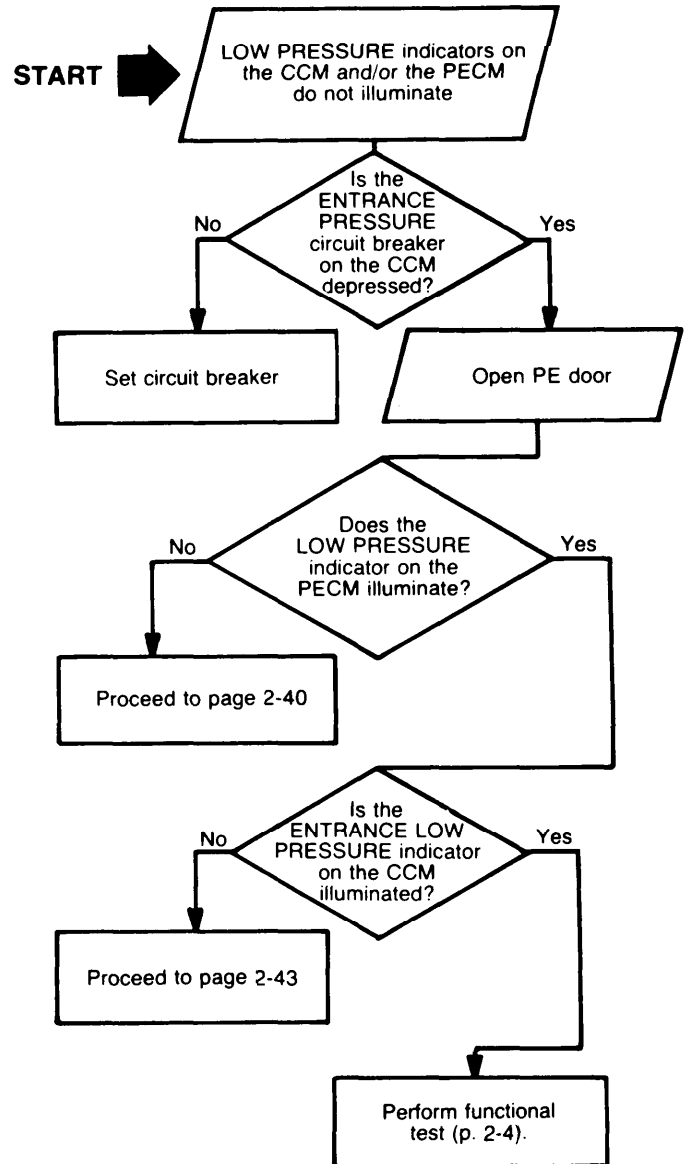 START
LOW PRESSURE indicators on
the CCM and/or the PECM
do not illuminate
Is the
ENTRANCE
PRESSURE
circuit breaker
on the CCM
depressed?
No
Yes
Set circuit breaker
Open PE door
Does the
LOW PRESSURE
indicator on the
PECM illuminate?
No
Yes
Proceed to page 2-40
Is the
ENTRANCE LOW
PRESSURE indicator
on the CCM
illuminated?
No
Yes
Proceed to page 2-43
Perform functional
test (p. 2-4).